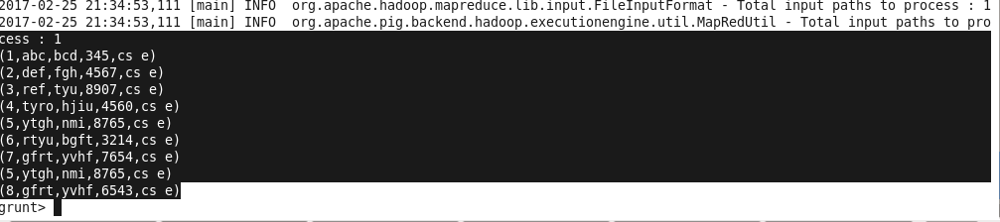 2017-02-25 21:34:53,111 [main] INFO  org.apache.hadoop.mapreduce.lib.input.FileInputFormat - Total input paths to process : 1
2017-02-25 21:34:53,111 [main] INFO  org.apache.pig.backend.hadoop.executionengine.util.MapRedUtil - Total input paths to pro
cess : 1
(1,abc,bcd,345,cs e)
(2,def,fgh,4567,cs e)
(3,ref,tyu,8907,cs e)
(4,tyro,hjiu,4560,cs e)
(5,ytgh,nmi,8765,cs e)
(6,rtyu,bgft,3214,cs e)
(7,gfrt,yvhf,7654,cs e)
(5,ytgh,nmi,8765,cs e)
(8,gfrt,yvhf,6543,cs e)
grunt>